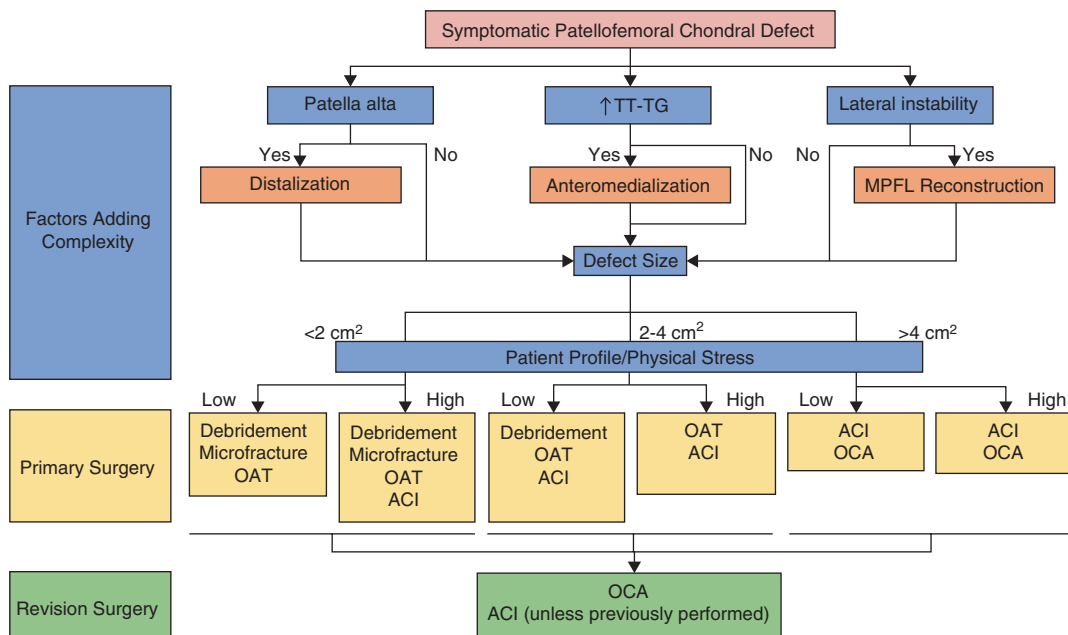 Symptomatic Patellofemoral Chondral Defect
Factors Adding
Complexity
Patella alta
↑TT-TG
Lateral instability
Yes
No
Yes
No
No
Yes
Distalization
Anteromedialization
MPFL Reconstruction
Defect Size
<2 cm²
2-4 cm²
>4 cm²
Patient Profile/Physical Stress
Low
High
Low
High
Low
High
Primary Surgery
Debridement
Microfracture
OAT
Debridement
Microfracture
OAT
ACI
Debridement
OAT
ACI
OAT
ACI
ACI
OCA
ACI
OCA
Revision Surgery
OCA
ACI (unless previously performed)